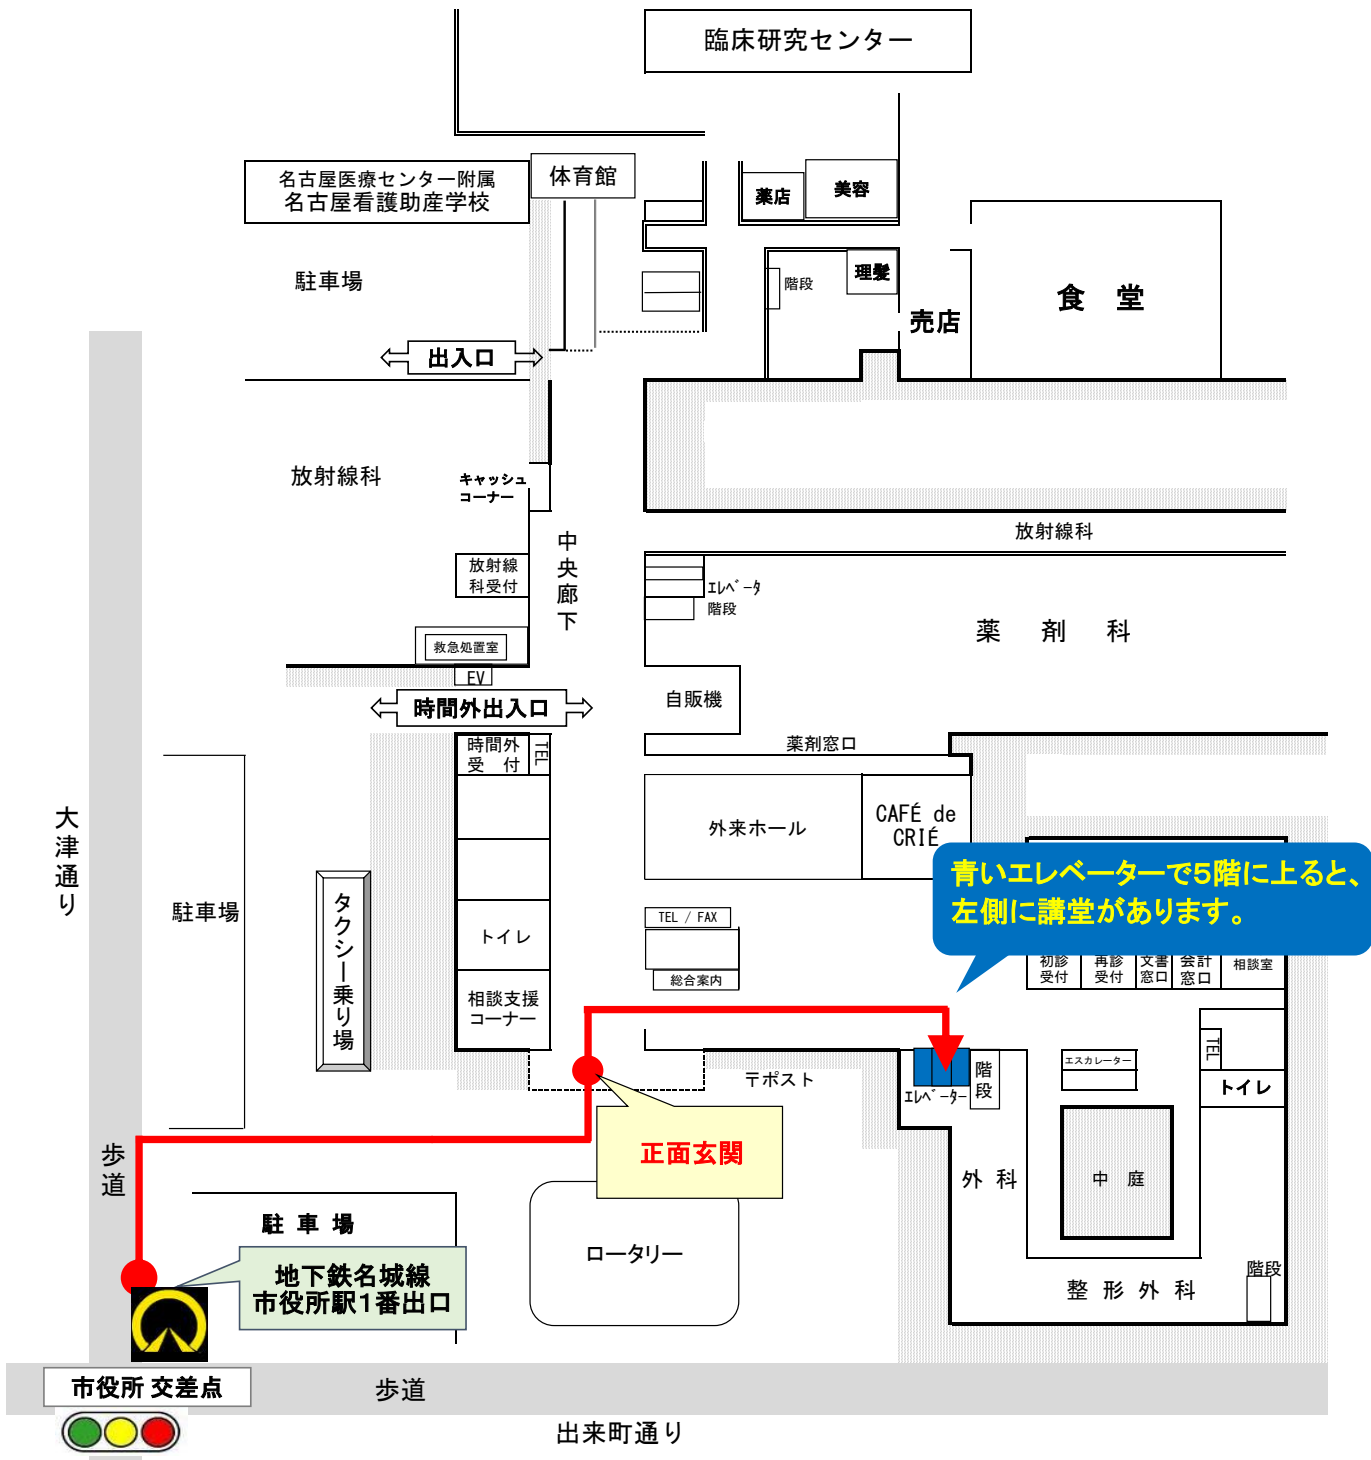 臨床研究センター
名古屋医療センター附属
名古屋看護助産学校
体育館
薬店
美容
駐車場
階段
理髪
売店
食 堂
出入口
放射線科
キャッシュ
コーナー
中央廊下
放射線科
放射線
科受付
エレベータ
階段
薬 剤 科
救急処置室
EV
時間外出入口
自販機
時間外
受 付
TEL
薬剤窓口
大津通り
外来ホール
CAFÉ de
CRIÉ
青いエレベーターで5階に上ると、
左側に講堂があります。
駐車場
タクシー乗り場
トイレ
TEL / FAX
総合案内
初診
受付
再診
受付
文書
窓口
会計
窓口
相談室
相談支援
コーナー
〒ポスト
エレベーター
階段
エスカレーター
TEL
トイレ
歩道
正面玄関
外 科
中 庭
駐 車 場
ロータリー
地下鉄名城線
市役所駅1番出口
階段
整 形 外 科
市役所 交差点
歩道
出来町通り